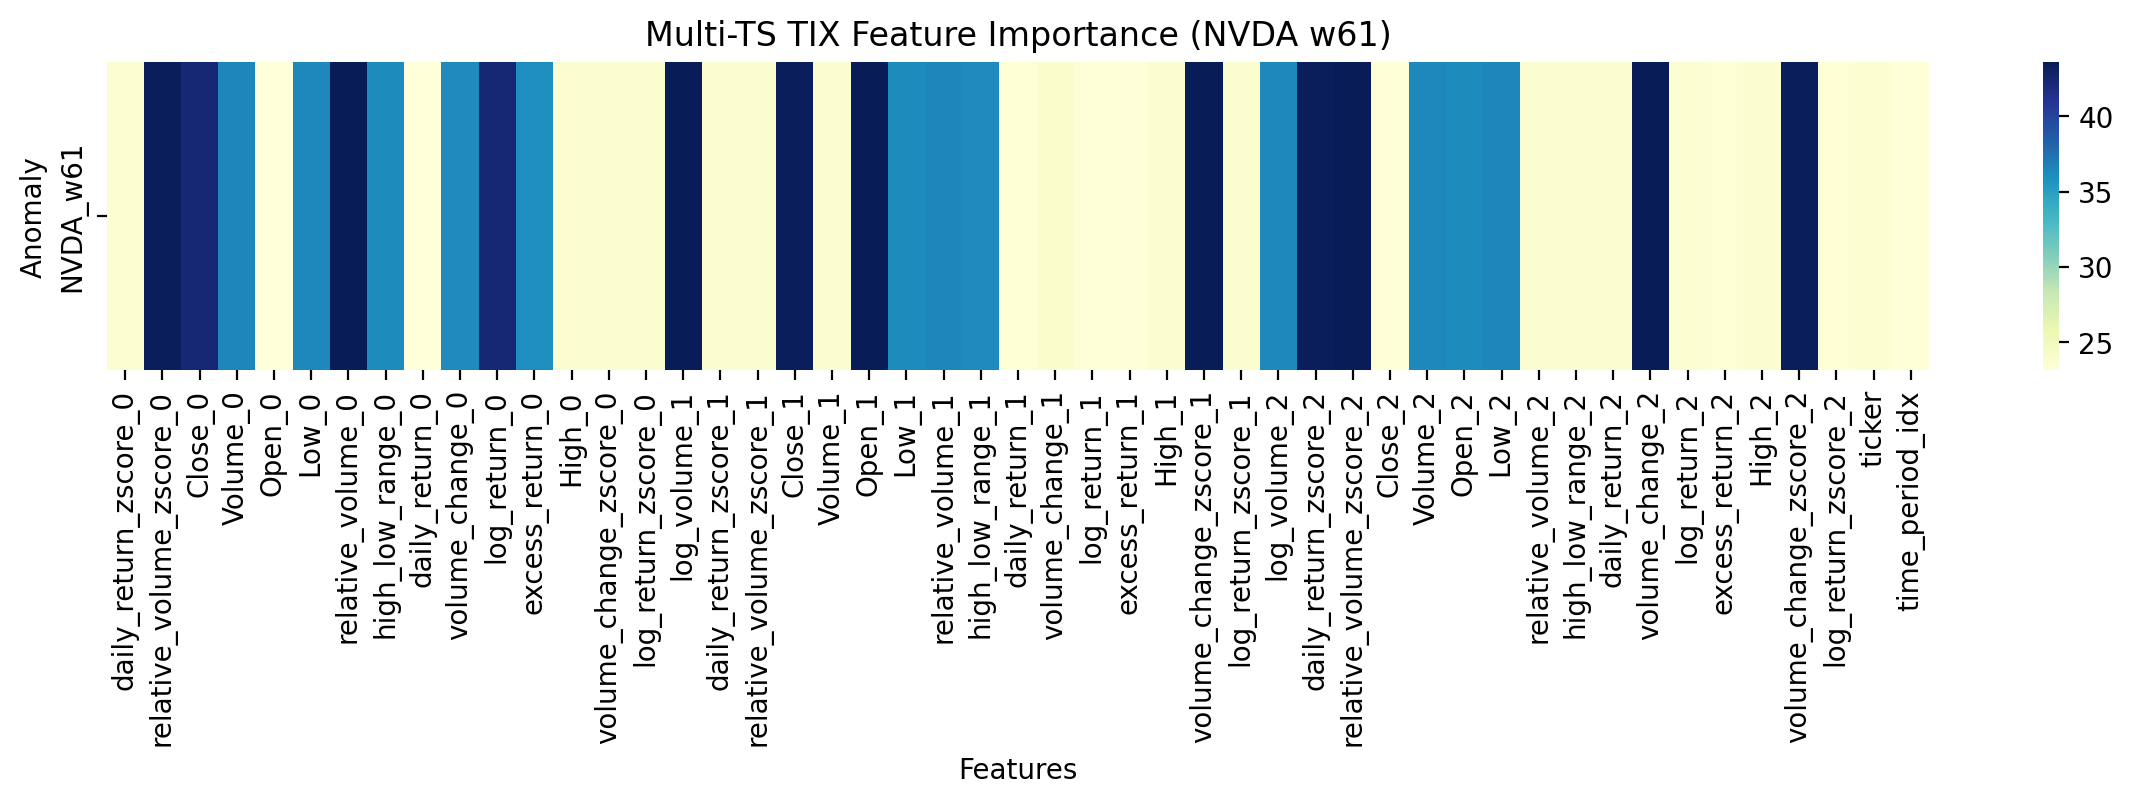 Multi-TS TIX Feature Importance (NVDA w61)
Anomaly
NVDA_w61
40
35
30
25
daily_return_zscore_0
relative_volume_zscore_0
Close_0
Volume_0
Open_0
Low_0
relative_volume_0
high_low_range_0
daily_return_0
volume_change_0
log_return_0
excess_return_0
High_0
volume_change_zscore_0
log_return_zscore_0
log_volume_1
daily_return_zscore_1
relative_volume_zscore_1
Close_1
Volume_1
Open_1
Low_1
relative_volume_1
high_low_range_1
daily_return_1
volume_change_1
log_return_1
excess_return_1
High_1
volume_change_zscore_1
log_return_zscore_1
log_volume_2
daily_return_zscore_2
relative_volume_zscore_2
Close_2
Volume_2
Open_2
Low_2
relative_volume_2
high_low_range_2
daily_return_2
volume_change_2
log_return_2
excess_return_2
High_2
volume_change_zscore_2
log_return_zscore_2
ticker
time_period_idx
Features